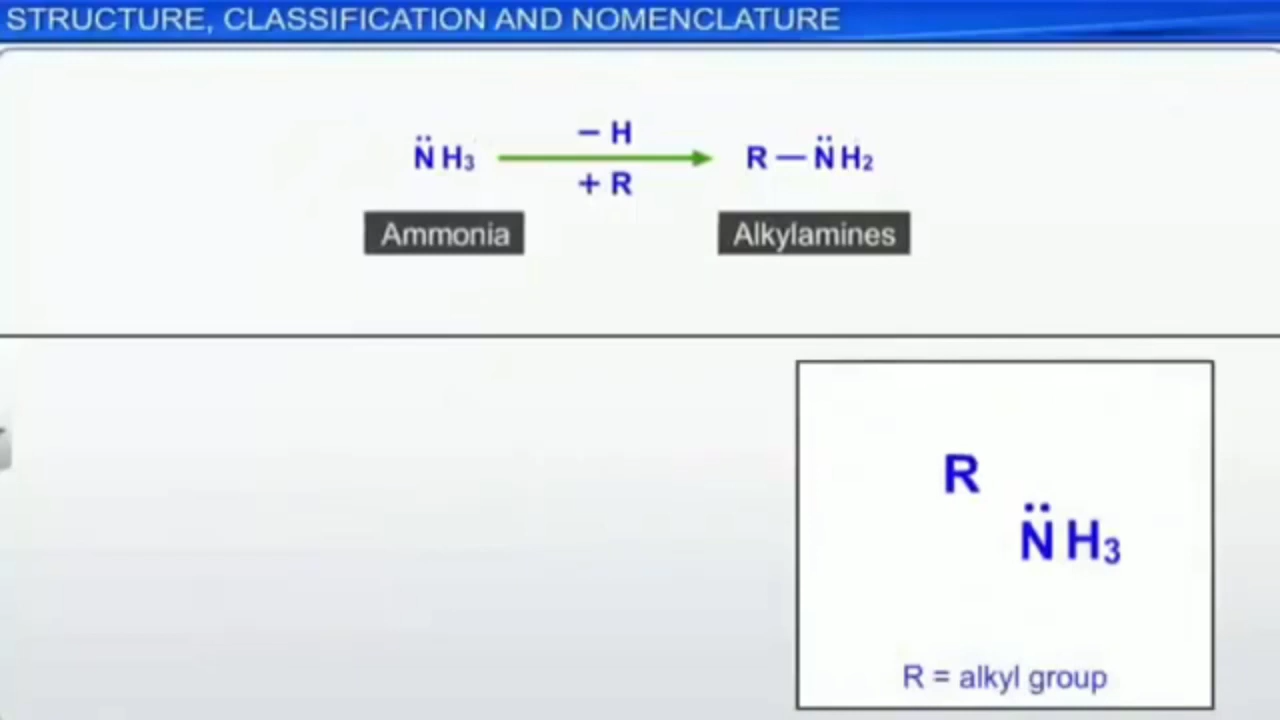 STRUCTURE, CLASSIFICATION AND NOMENCLATURE
− H
N̈ H₃ R — N̈ H₂
+ R
Ammonia Alkylamines
R
N̈ H₃
R = alkyl group